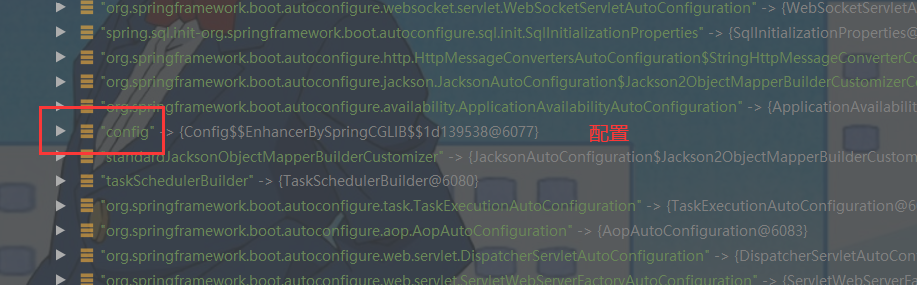 "org.springframework.boot.autoconfigure.websocket.servlet.WebSocketServletAutoConfiguration" -> {WebSocketServletAu
"spring.sql.init-org.springframework.boot.autoconfigure.sql.init.SqlInitializationProperties" -> {SqlInitializationProperties@
"org.springframework.boot.autoconfigure.http.HttpMessageConvertersAutoConfiguration$StringHttpMessageConverterCo
"org.springframework.boot.autoconfigure.jackson.JacksonAutoConfiguration$Jackson2ObjectMapperBuilderCustomizerC
"org.springframework.boot.autoconfigure.availability.ApplicationAvailabilityAutoConfiguration" -> {ApplicationAvailabili
"config" -> {Config$$EnhancerBySpringCGLIB$$1d139538@6077} 配置
"standardJacksonObjectMapperBuilderCustomizer" -> {JacksonAutoConfiguration$Jackson2ObjectMapperBuilderCustom
"taskSchedulerBuilder" -> {TaskSchedulerBuilder@6080}
"org.springframework.boot.autoconfigure.task.TaskExecutionAutoConfiguration" -> {TaskExecutionAutoConfiguration@6
"org.springframework.boot.autoconfigure.aop.AopAutoConfiguration" -> {AopAutoConfiguration@6083}
"org.springframework.boot.autoconfigure.web.servlet.DispatcherServletAutoConfiguration" -> {DispatcherServletAutoCon
"org.springframework.boot.autoconfigure.web.servlet.ServletWebServerFactoryAutoConfiguration" -> {ServletWebServerF